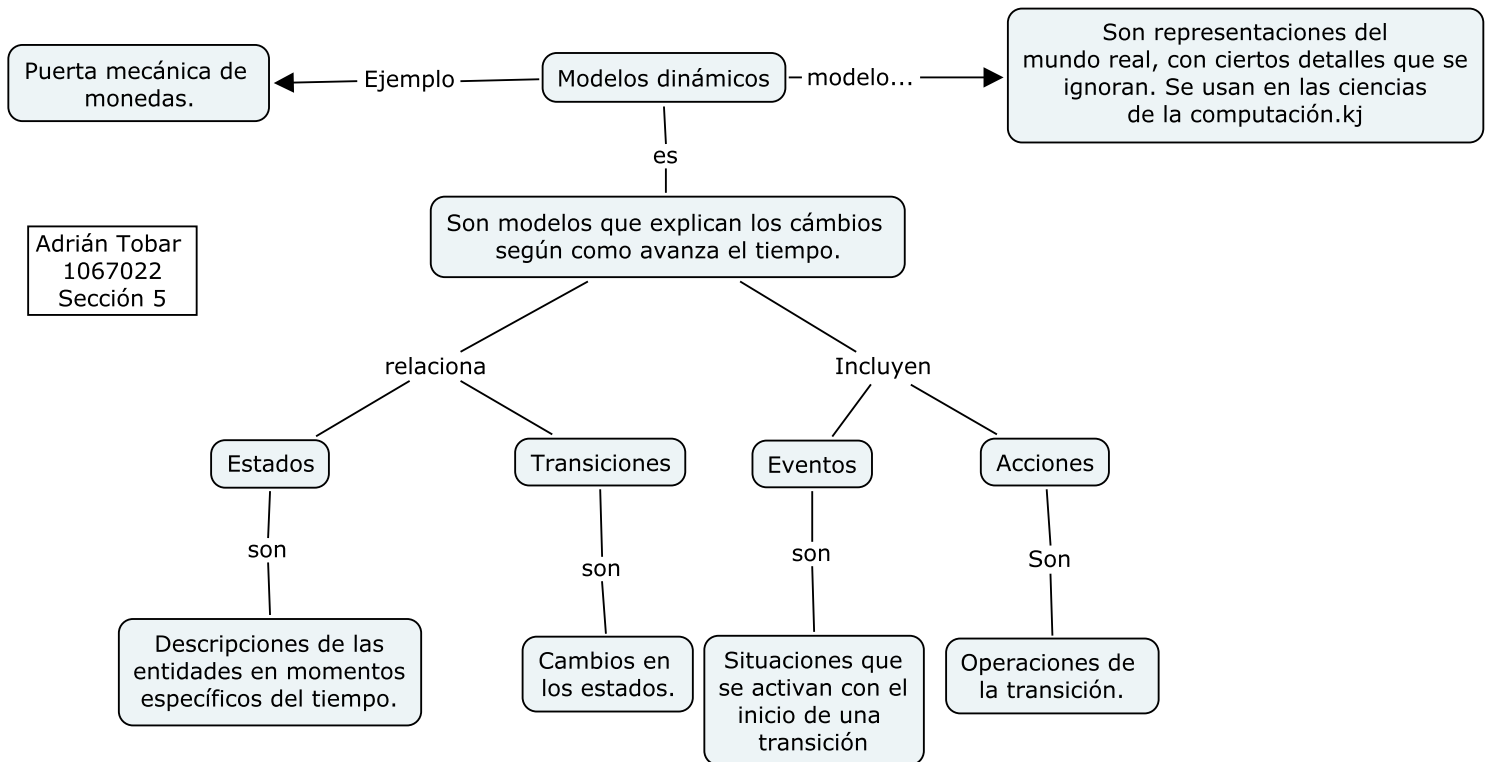 Puerta mecánica de
monedas.
Ejemplo
Modelos dinámicos
modelo...
Son representaciones del
mundo real, con ciertos detalles que se
ignoran. Se usan en las ciencias
de la computación.kj
es
Son modelos que explican los cámbios
según como avanza el tiempo.
Adrián Tobar
1067022
Sección 5
relaciona
Incluyen
Estados
Transiciones
Eventos
Acciones
son
son
son
Son
Descripciones de las
entidades en momentos
específicos del tiempo.
Cambios en
los estados.
Situaciones que
se activan con el
inicio de una
transición
Operaciones de
la transición.